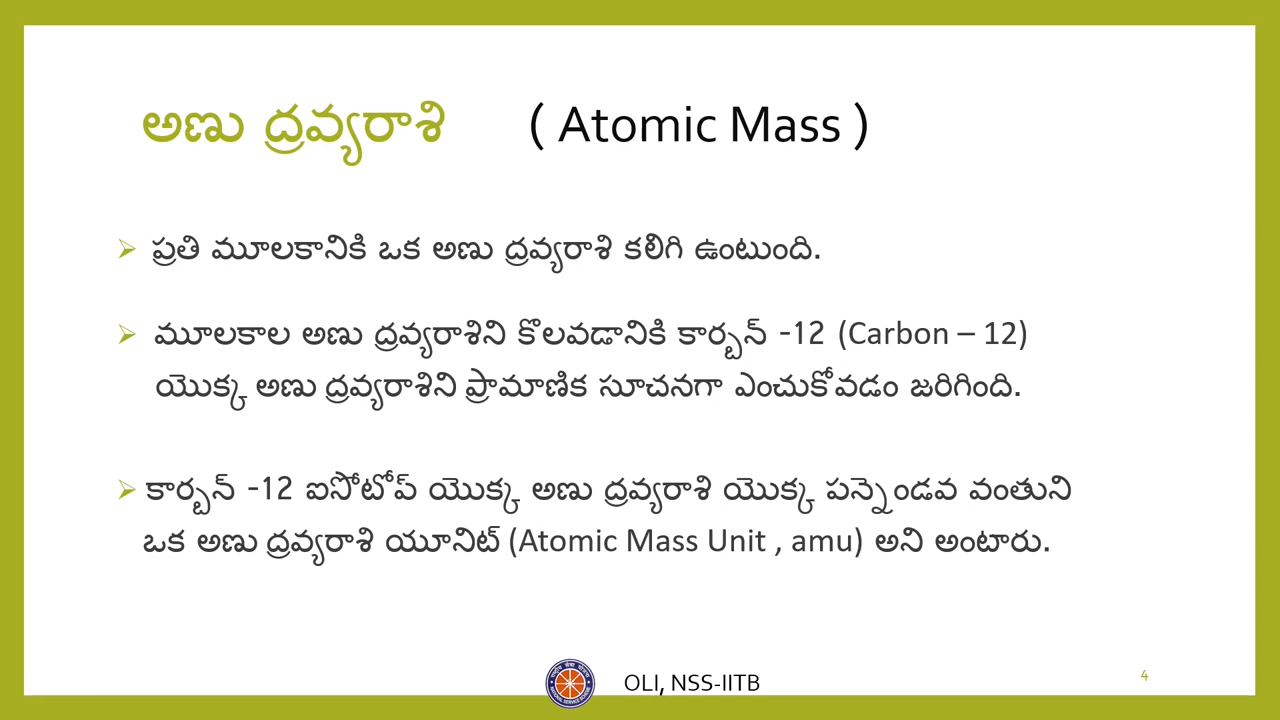 అణు ద్రవ్యరాశి ( Atomic Mass )
ప్రతి మూలకానికి ఒక అణు ద్రవ్యరాశి కలిగి ఉంటుంది.
మూలకాల అణు ద్రవ్యరాశిని కొలవడానికి కార్బన్ -12 (Carbon – 12)
యొక్క అణు ద్రవ్యరాశిని ప్రామాణిక సూచనగా ఎంచుకోవడం జరిగింది.
కార్బన్ -12 ఐసోటోప్ యొక్క అణు ద్రవ్యరాశి యొక్క పన్నెండవ వంతుని
ఒక అణు ద్రవ్యరాశి యూనిట్ (Atomic Mass Unit , amu) అని అంటారు.
OLI, NSS-IITB
4